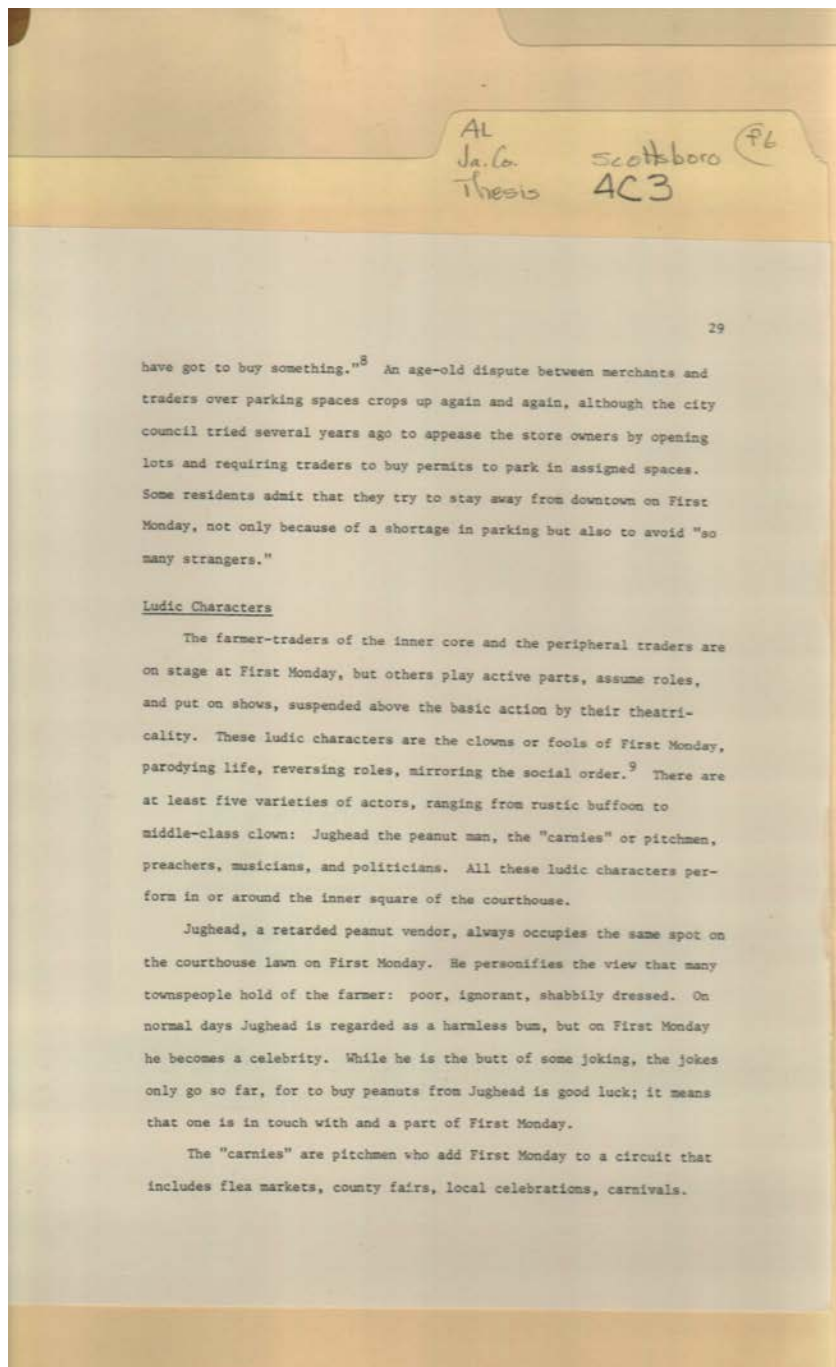 AL
Ja. Co. Scottsboro P6
Thesis 4C3
29
have got to buy something."8 An age-old dispute between merchants and
traders over parking spaces crops up again and again, although the city
council tried several years ago to appease the store owners by opening
lots and requiring traders to buy permits to park in assigned spaces.
Some residents admit that they try to stay away from downtown on First
Monday, not only because of a shortage in parking but also to avoid "so
many strangers."
Ludic Characters
The farmer-traders of the inner core and the peripheral traders are
on stage at First Monday, but others play active parts, assume roles,
and put on shows, suspended above the basic action by their theatri-
cality. These ludic characters are the clowns or fools of First Monday,
parodying life, reversing roles, mirroring the social order.9 There are
at least five varieties of actors, ranging from rustic buffoon to
middle-class clown: Jughead the peanut man, the "carnies" or pitchmen,
preachers, musicians, and politicians. All these ludic characters per-
form in or around the inner square of the courthouse.
Jughead, a retarded peanut vendor, always occupies the same spot on
the courthouse lawn on First Monday. He personifies the view that many
townspeople hold of the farmer: poor, ignorant, shabbily dressed. On
normal days Jughead is regarded as a harmless bum, but on First Monday
he becomes a celebrity. While he is the butt of some joking, the jokes
only go so far, for to buy peanuts from Jughead is good luck; it means
that one is in touch with and a part of First Monday.
The "carnies" are pitchmen who add First Monday to a circuit that
includes flea markets, county fairs, local celebrations, carnivals.